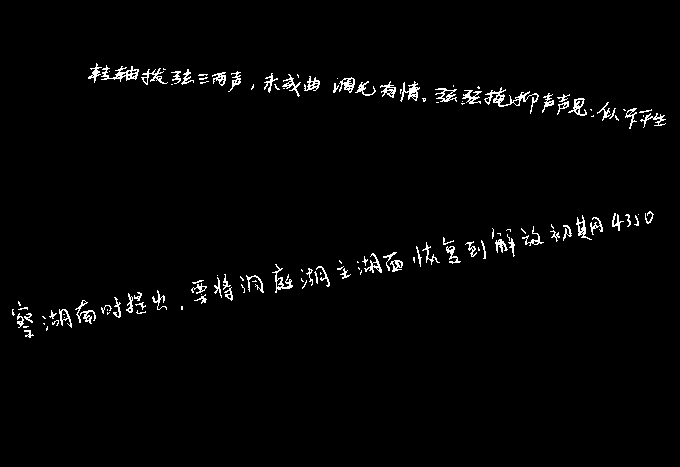 转轴拨弦三两声，未成曲调先有情。弦弦掩抑声声思，似诉平生
察湖南时提出，要将洞庭湖主湖面恢复到解放初期4350